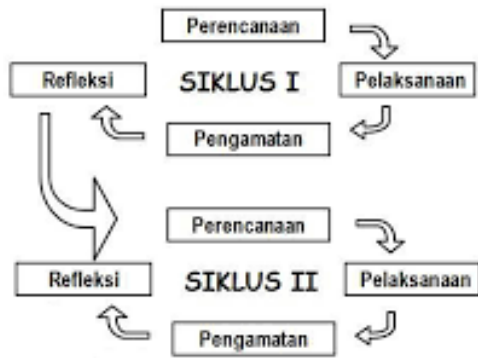 Perencanaan
Refleksi
SIKLUS I
Pelaksanaan
Pengamatan
Perencanaan
Refleksi
SIKLUS II
Pelaksanaan
Pengamatan